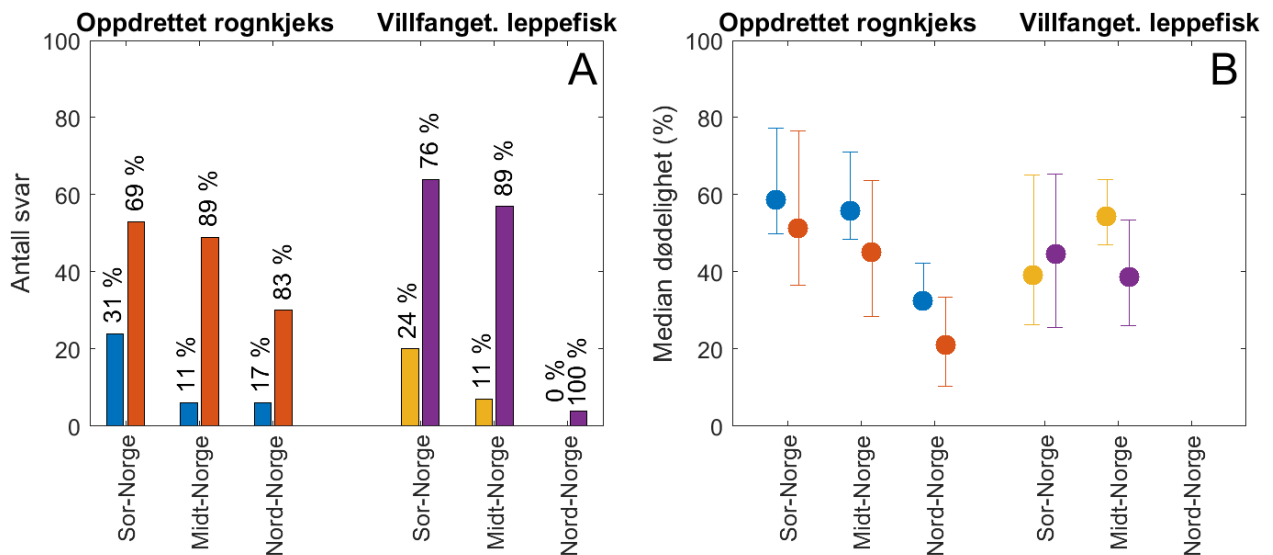 Oppdrettet rognkjeks
Villfanget. leppefisk
A
Antall svar
100
80
60
40
20
0
31 %
69 %
11 %
89 %
17 %
83 %
24 %
76 %
11 %
89 %
0 %
100 %
Sor-Norge
Midt-Norge
Nord-Norge
Sor-Norge
Midt-Norge
Nord-Norge
Oppdrettet rognkjeks
Villfanget. leppefisk
B
Median dødelighet (%)
100
80
60
40
20
0
Sor-Norge
Midt-Norge
Nord-Norge
Sor-Norge
Midt-Norge
Nord-Norge